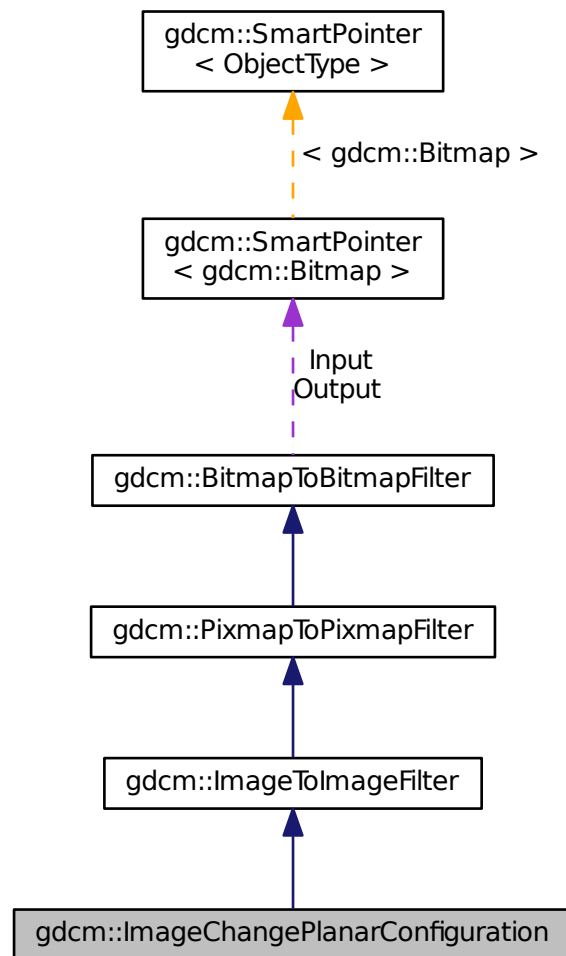 gdcm::SmartPointer
< ObjectType >
< gdcm::Bitmap >
gdcm::SmartPointer
< gdcm::Bitmap >
Input
Output
gdcm::BitmapToBitmapFilter
gdcm::PixmapToPixmapFilter
gdcm::ImageToImageFilter
gdcm::ImageChangePlanarConfiguration